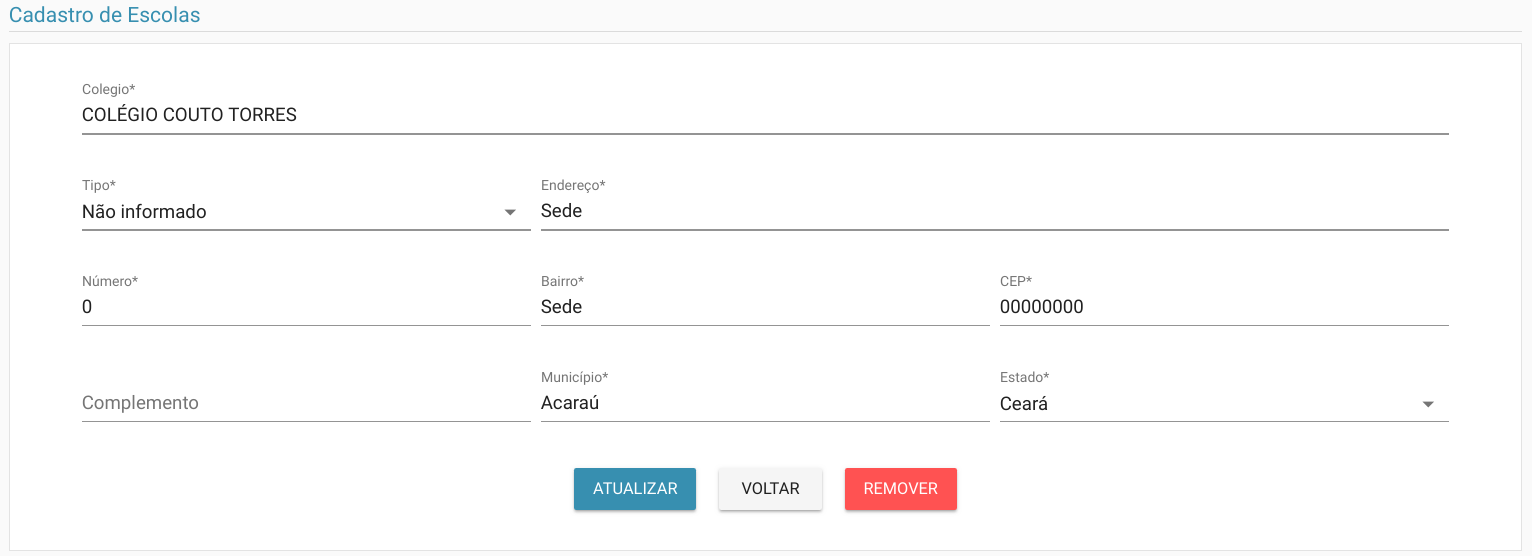 Cadastro de Escolas
Colegio*
COLÉGIO COUTO TORRES
Tipo* Endereço*
Não informado Sede
Número* Bairro* CEP*
0 Sede 00000000
Município* Estado*
Complemento Acaraú Ceará
ATUALIZAR VOLTAR REMOVER